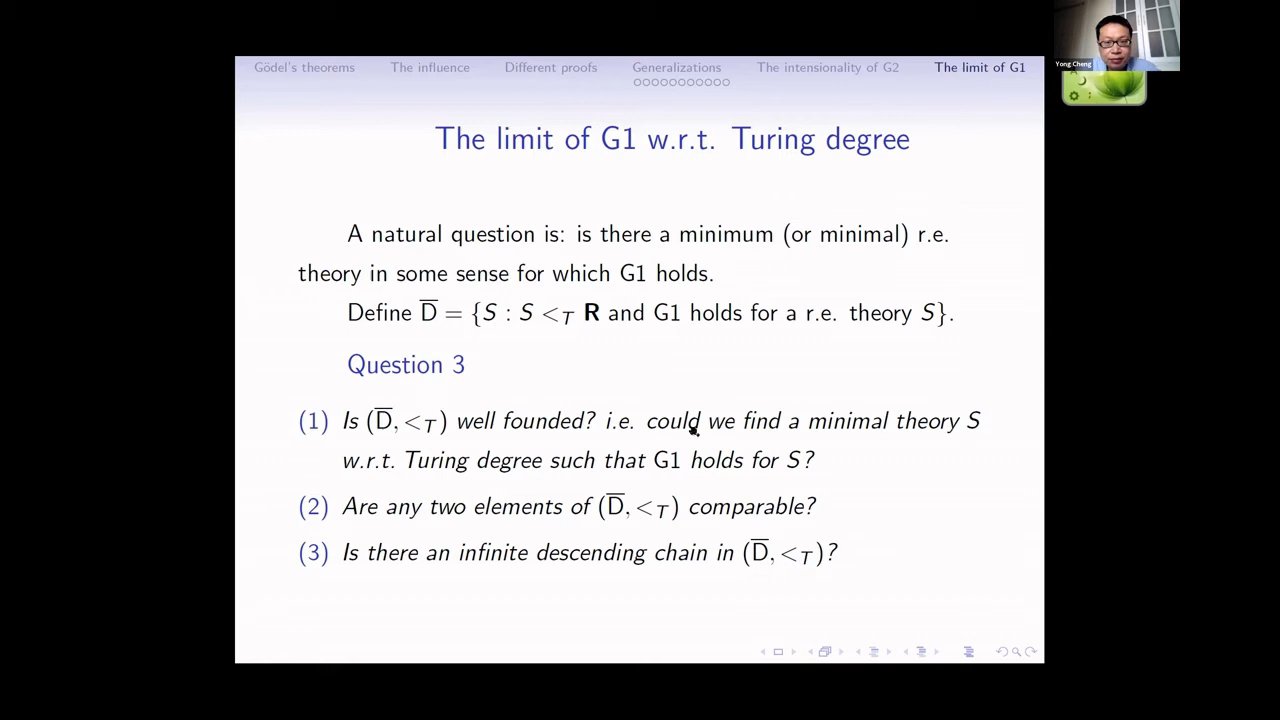 Yong Cheng
Gödel's theorems The influence Different proofs Generalizations The intensionality of G2 The limit of G1
The limit of G1 w.r.t. Turing degree
A natural question is: is there a minimum (or minimal) r.e.
theory in some sense for which G1 holds.
Define D̅ = {S : S <_T R and G1 holds for a r.e. theory S}.
Question 3
(1) Is (D̅, <_T) well founded? i.e. could we find a minimal theory S
w.r.t. Turing degree such that G1 holds for S?
(2) Are any two elements of (D̅, <_T) comparable?
(3) Is there an infinite descending chain in (D̅, <_T)?